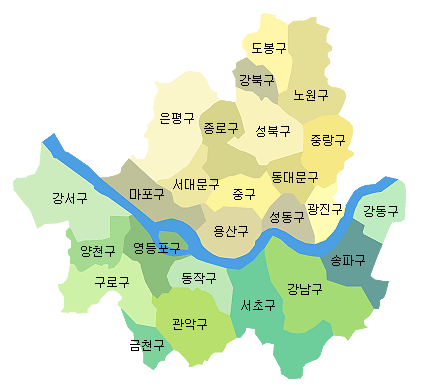 도봉구
강북구
노원구
은평구
종로구
성북구
중랑구
서대문구
동대문구
마포구
중구
강서구
성동구
광진구
강동구
용산구
양천구
영등포구
송파구
구로구
동작구
강남구
서초구
관악구
금천구